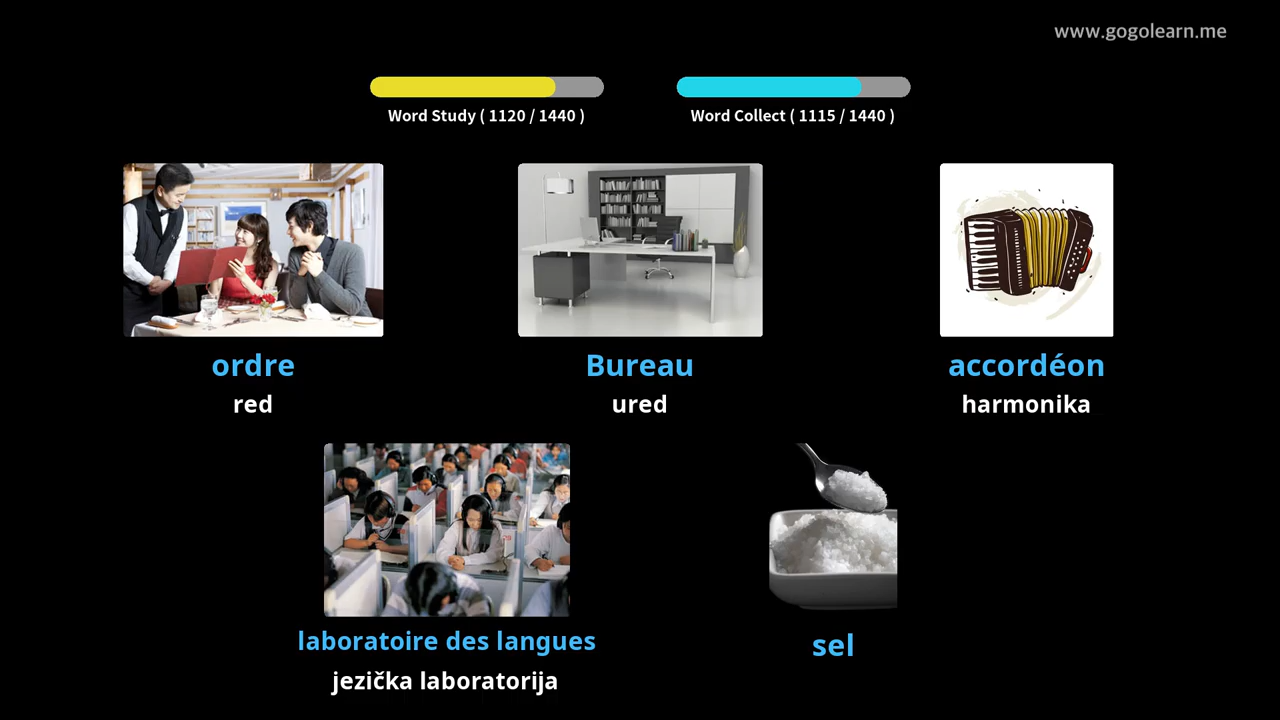 www.gogolearn.me
Word Study ( 1120 / 1440 )
Word Collect ( 1115 / 1440 )
ordre
red
Bureau
ured
accordéon
harmonika
laboratoire des langues
jezička laboratorija
sel